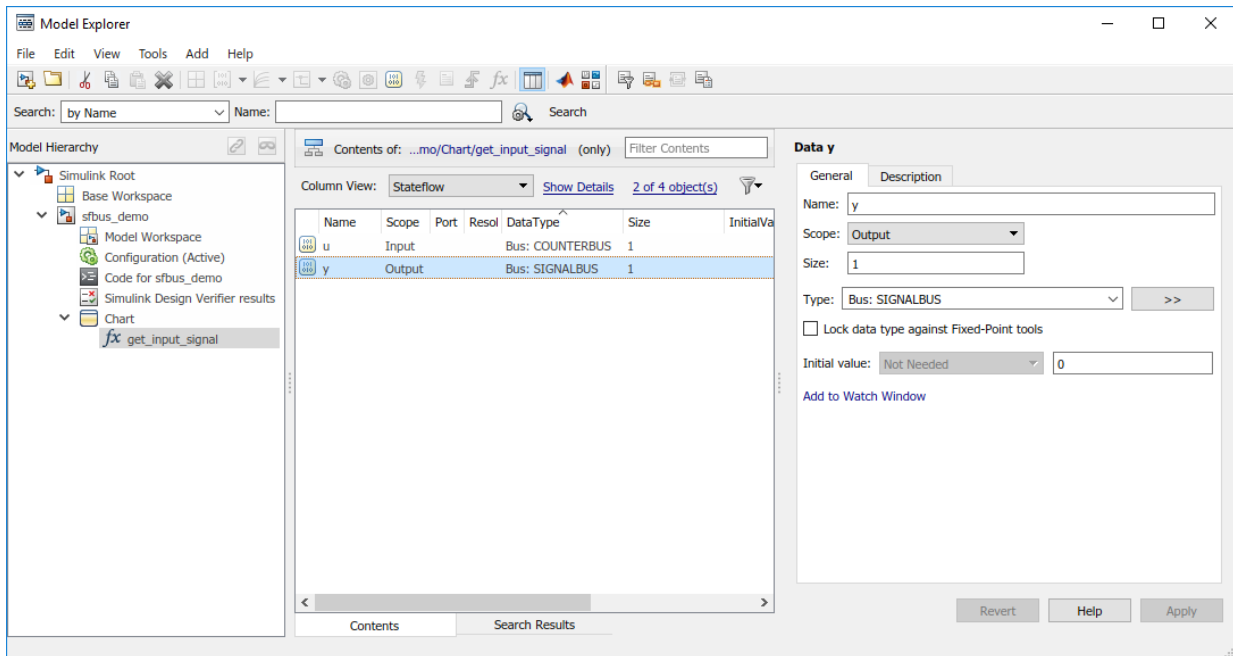 Model Explorer
File Edit View Tools Add Help
Search: by Name Name: Search
Model Hierarchy
Simulink Root
Base Workspace
sfbus_demo
Model Workspace
Configuration (Active)
Code for sfbus_demo
Simulink Design Verifier results
Chart
fx get_input_signal
Contents of: ...mo/Chart/get_input_signal (only) Filter Contents
Column View: Stateflow Show Details 2 of 4 object(s)
Name Scope Port Resol DataType Size InitialVa
u Input Bus: COUNTERBUS 1
y Output Bus: SIGNALBUS 1
Contents Search Results
Data y
General Description
Name: y
Scope: Output
Size: 1
Type: Bus: SIGNALBUS >>
Lock data type against Fixed-Point tools
Initial value: Not Needed 0
Add to Watch Window
Revert Help Apply